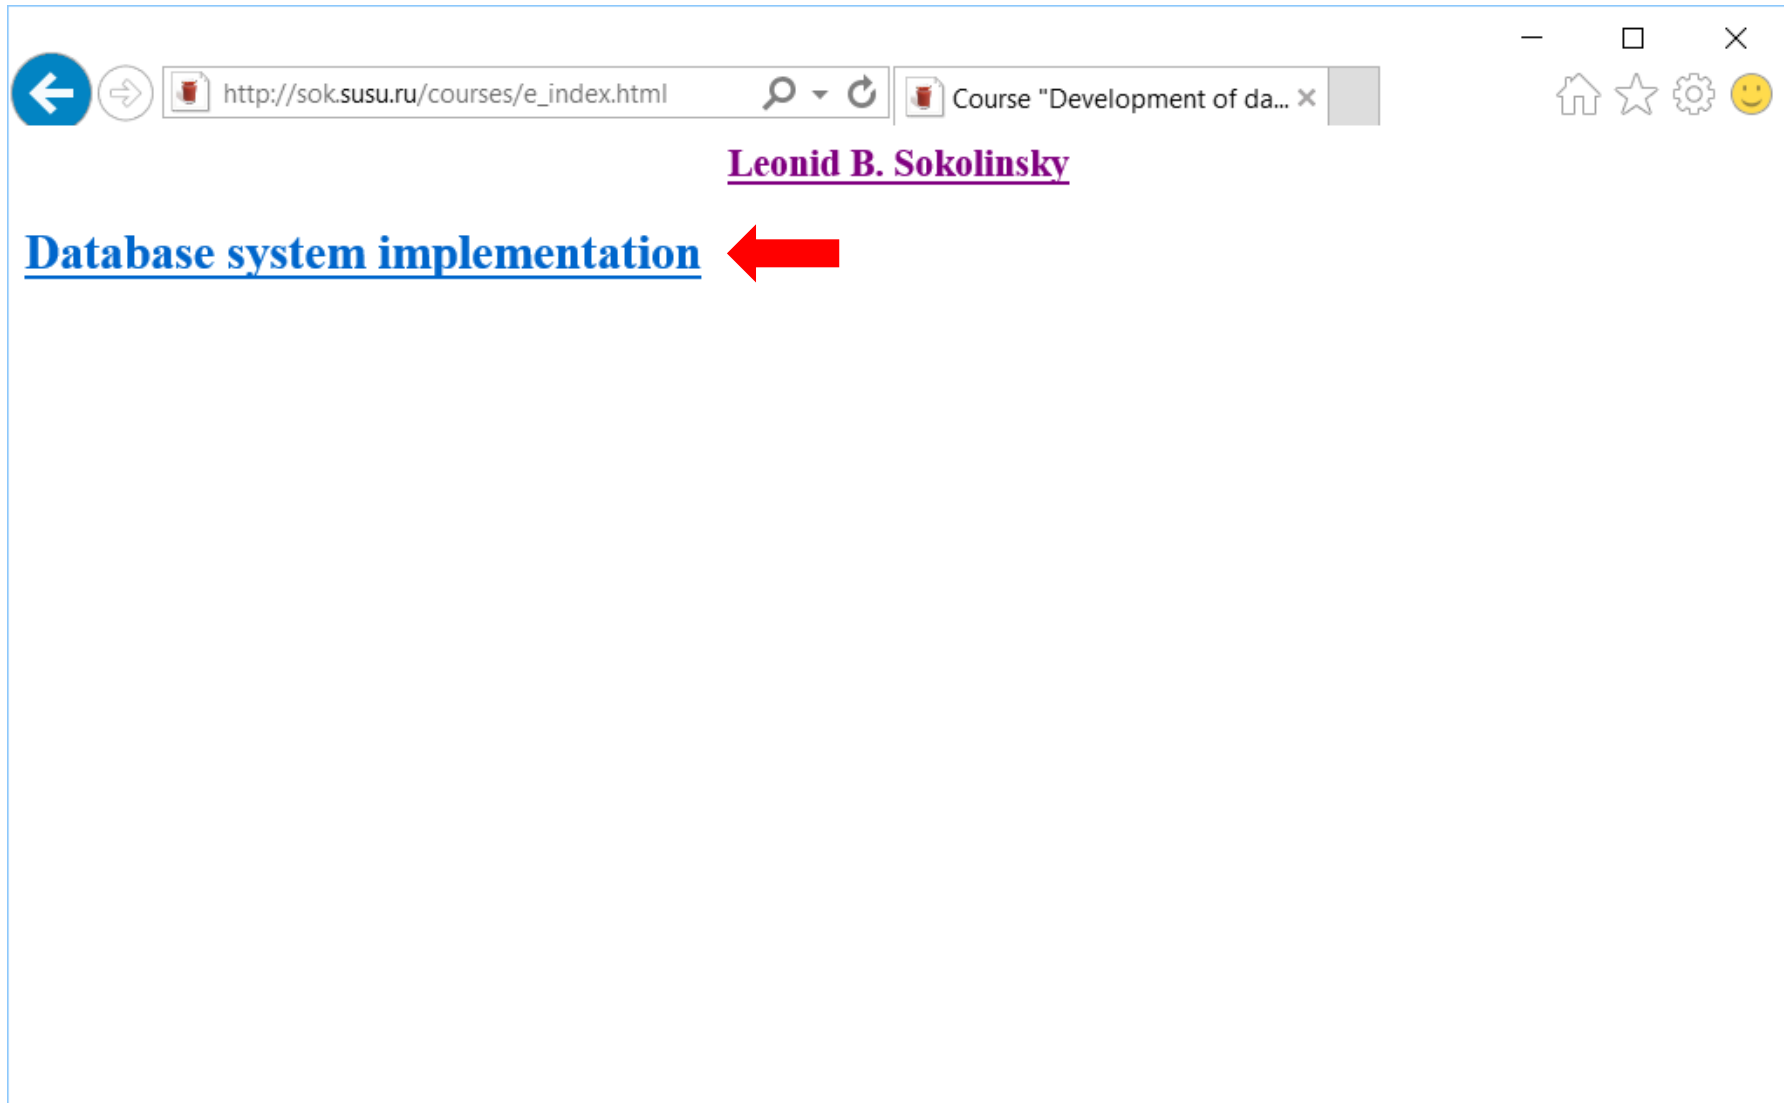 http://sok.susu.ru/courses/e_index.html
Course "Development of da...
Leonid B. Sokolinsky
Database system implementation